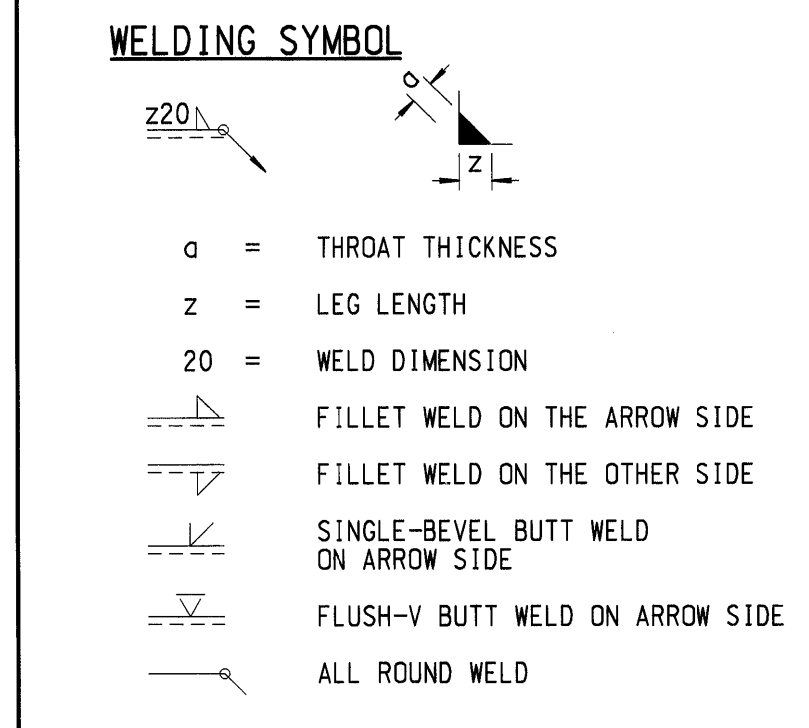 WELDING SYMBOL
z20
a
z
a = THROAT THICKNESS
z = LEG LENGTH
20 = WELD DIMENSION
FILLET WELD ON THE ARROW SIDE
FILLET WELD ON THE OTHER SIDE
SINGLE-BEVEL BUTT WELD
ON ARROW SIDE
FLUSH-V BUTT WELD ON ARROW SIDE
ALL ROUND WELD